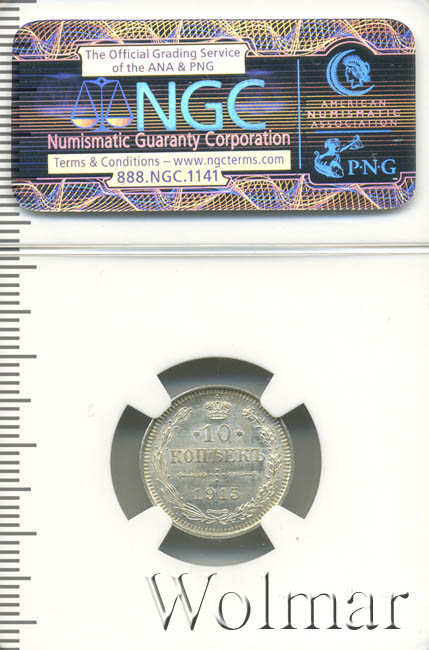 The Official Grading Service
of the ANA & PNG
NGC
Numismatic Guaranty Corporation
Terms & Conditions – www.ngcterms.com
888.NGC.1141
AMERICAN
NUMISMATIC
ASSOCIATION
P·N·G
·10·
КОПѢЕКЪ
1915
Wolmar